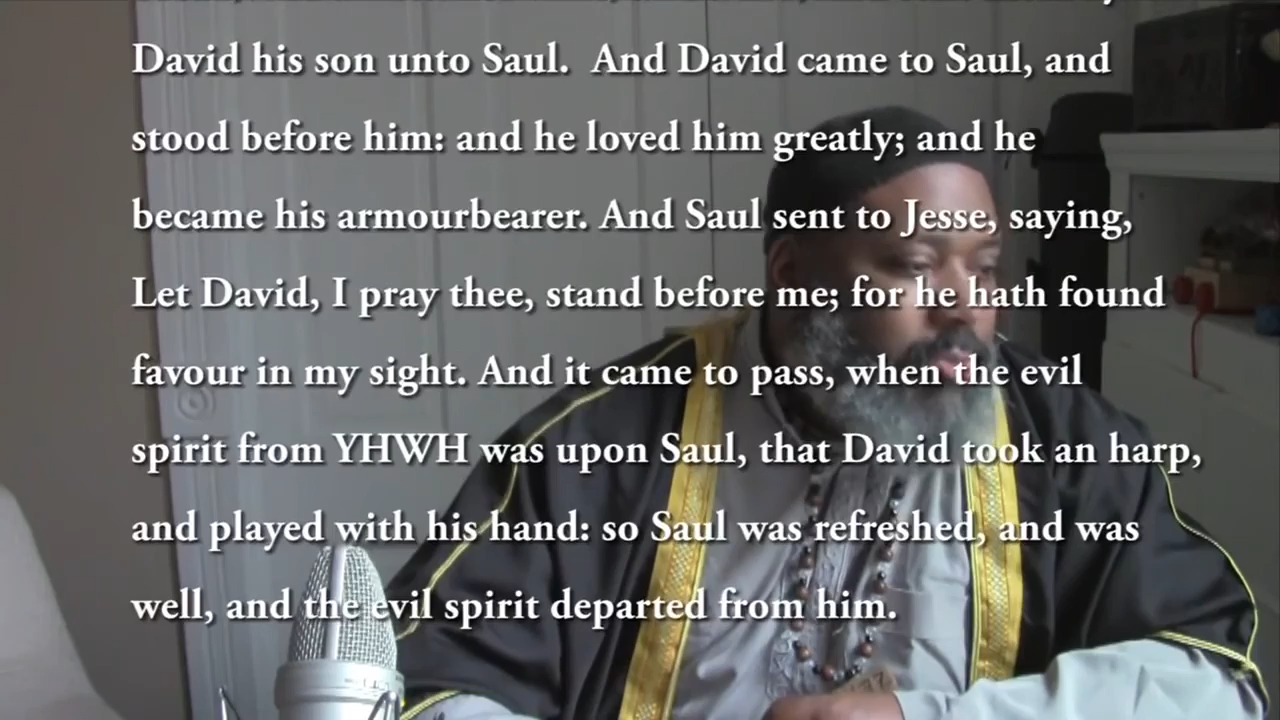 David his son unto Saul.  And David came to Saul, and
stood before him: and he loved him greatly; and he
became his armourbearer. And Saul sent to Jesse, saying,
Let David, I pray thee, stand before me; for he hath found
favour in my sight. And it came to pass, when the evil
spirit from YHWH was upon Saul, that David took an harp,
and played with his hand: so Saul was refreshed, and was
well, and the evil spirit departed from him.